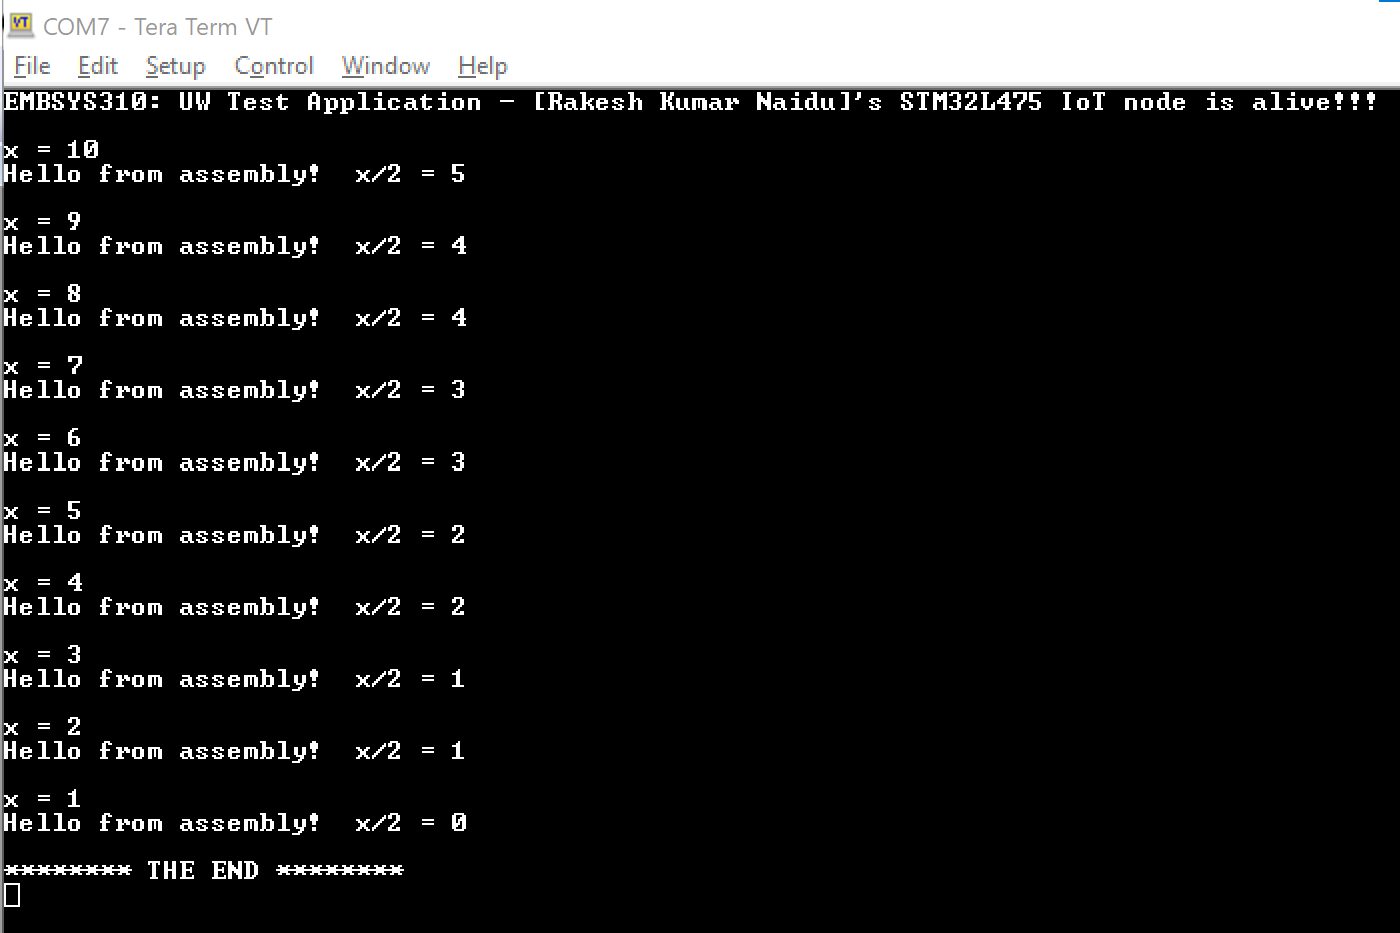 VT COM7 - Tera Term VT
File Edit Setup Control Window Help
EMBSYS310: UW Test Application - [Rakesh Kumar Naidu]'s STM32L475 IoT node is alive!!!
x = 10
Hello from assembly!  x/2 = 5
x = 9
Hello from assembly!  x/2 = 4
x = 8
Hello from assembly!  x/2 = 4
x = 7
Hello from assembly!  x/2 = 3
x = 6
Hello from assembly!  x/2 = 3
x = 5
Hello from assembly!  x/2 = 2
x = 4
Hello from assembly!  x/2 = 2
x = 3
Hello from assembly!  x/2 = 1
x = 2
Hello from assembly!  x/2 = 1
x = 1
Hello from assembly!  x/2 = 0
******** THE END ********